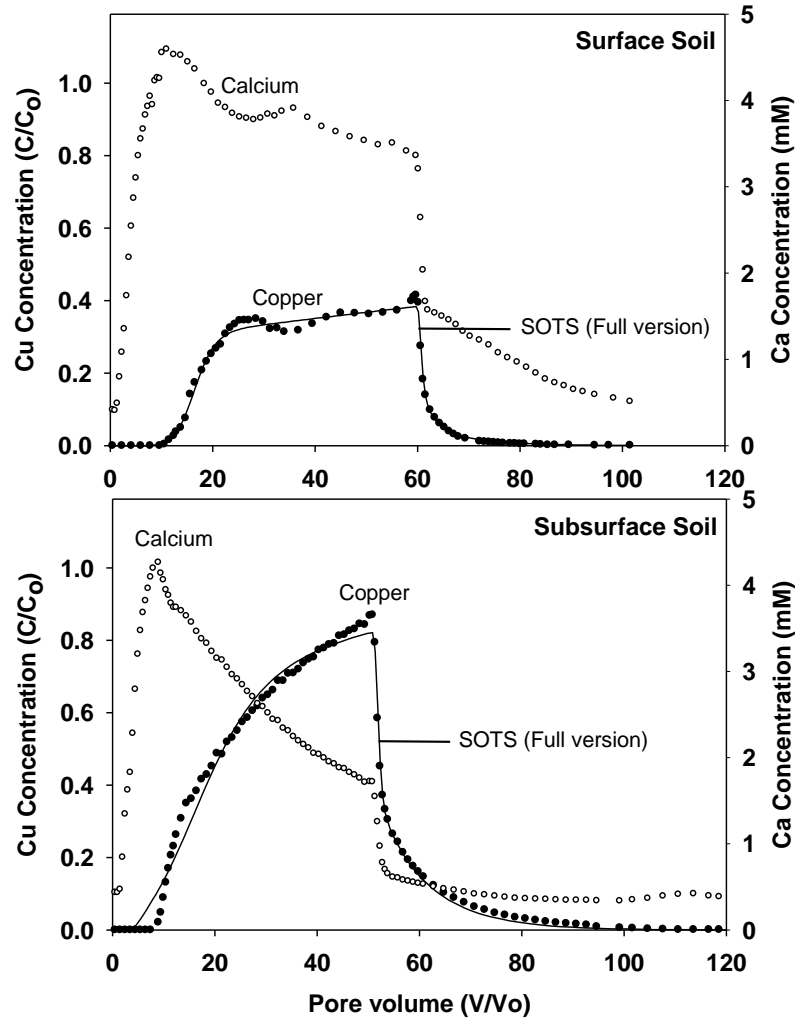 Surface Soil
Calcium
Copper
SOTS (Full version)
Cu Concentration (C/Co)
1.0
0.8
0.6
0.4
0.2
0.0
Ca Concentration (mM)
5
4
3
2
1
0
0 20 40 60 80 100 120
Subsurface Soil
Calcium
Copper
SOTS (Full version)
Cu Concentration (C/Co)
1.0
0.8
0.6
0.4
0.2
0.0
Ca Concentration (mM)
5
4
3
2
1
0
0 20 40 60 80 100 120
Pore volume (V/Vo)